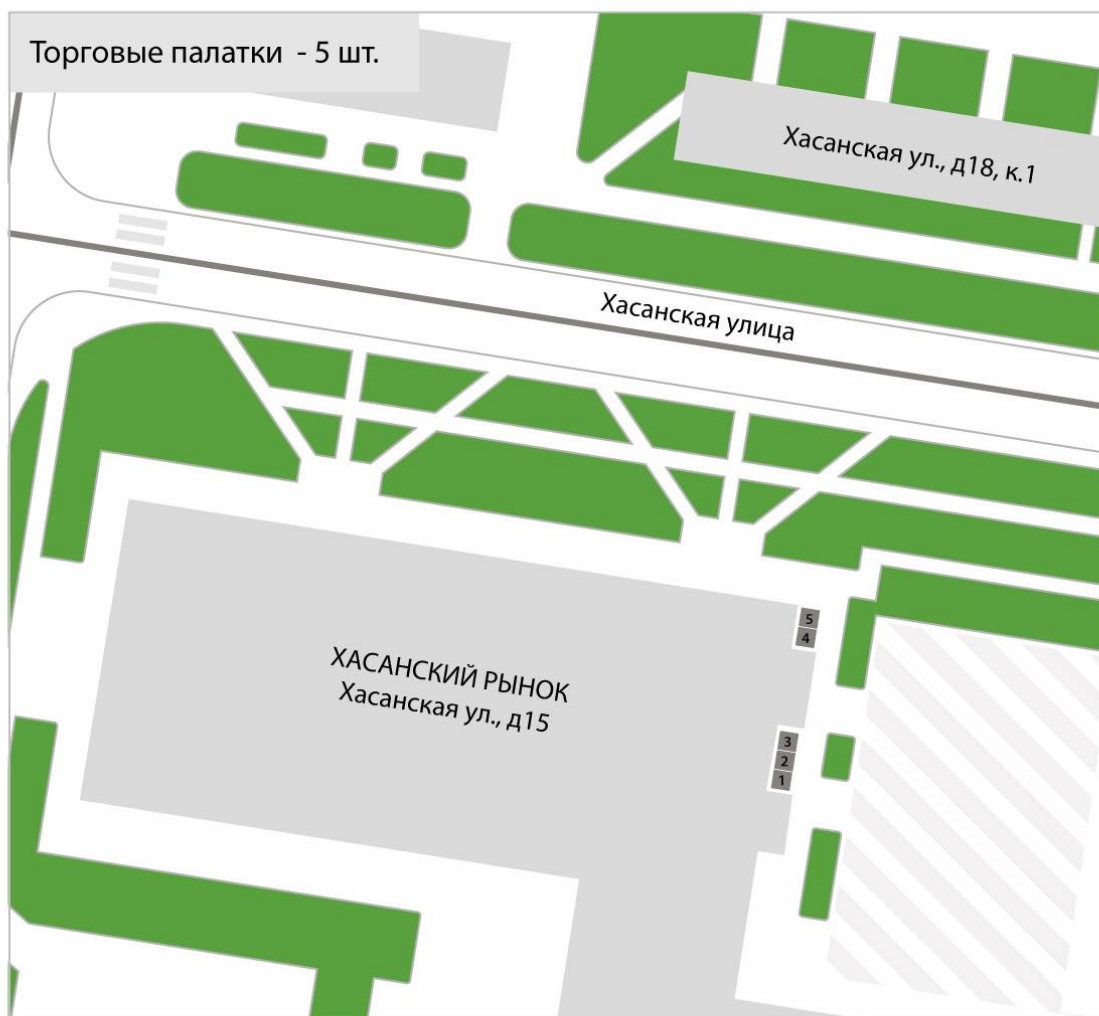 Торговые палатки - 5 шт.
Хасанская ул., д18, к.1
Хасанская улица
5
4
ХАСАНСКИЙ РЫНОК
Хасанская ул., д15
3
2
1